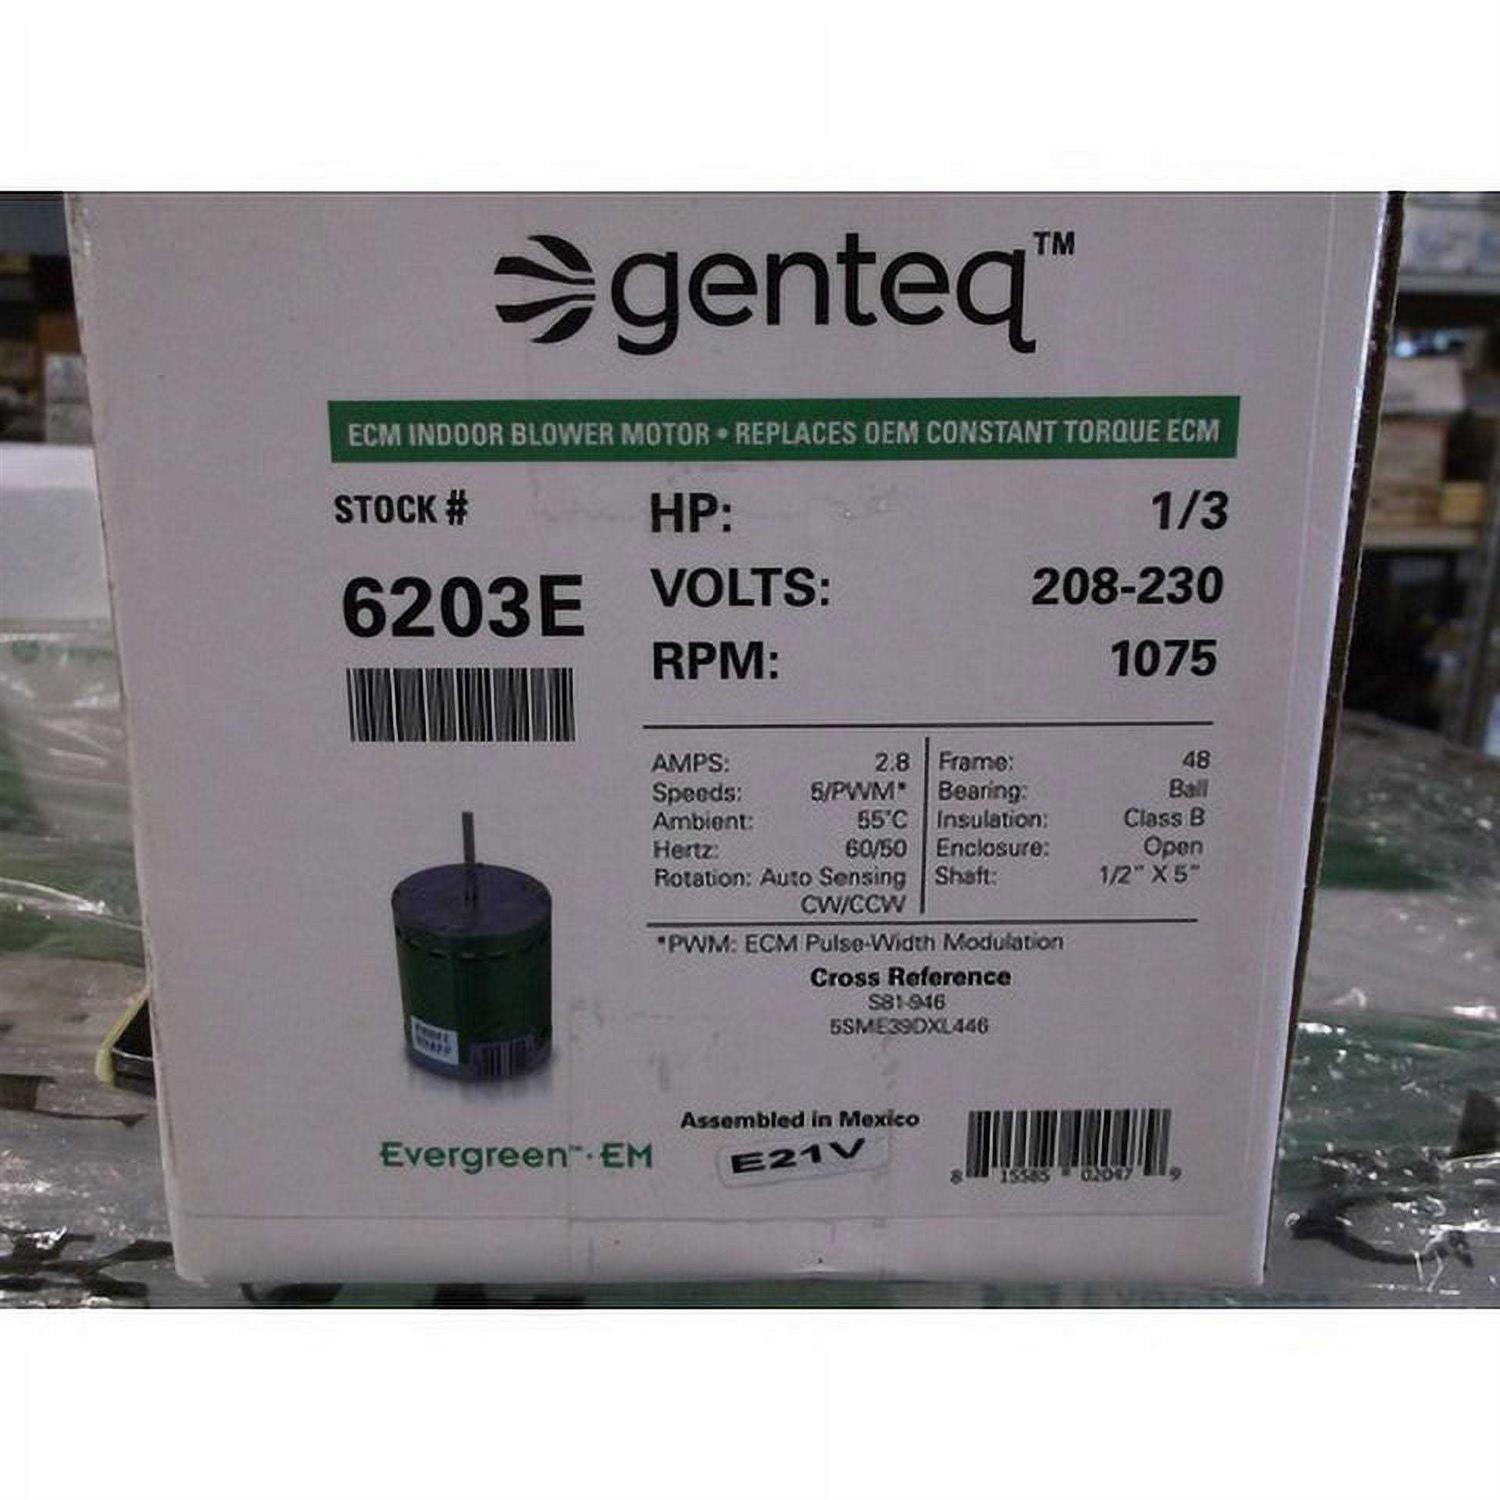 genteq™
ECM INDOOR BLOWER MOTOR • REPLACES OEM CONSTANT TORQUE ECM
STOCK #
6203E
HP: 1/3
VOLTS: 208-230
RPM: 1075
AMPS: 2.8
Speeds: 5/PWM*
Ambient: 55°C
Hertz: 60/50
Rotation: Auto Sensing
CW/CCW
Frame: 48
Bearing: Ball
Insulation: Class B
Enclosure: Open
Shaft: 1/2" X 5"
*PWM: ECM Pulse-Width Modulation
Cross Reference
S81-946
5SME39DXL446
Assembled in Mexico
Evergreen™·EM
E21V
8 15585 02047 9